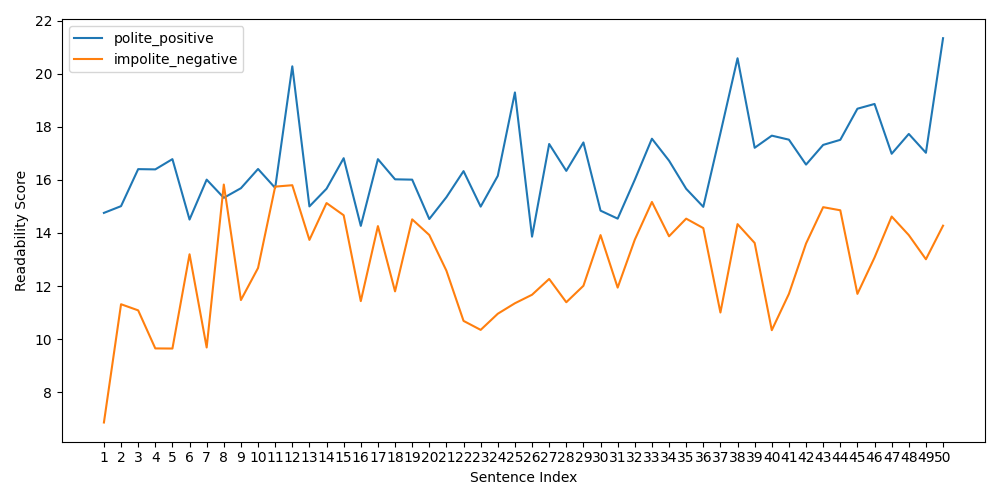 22
20
18
16
14
12
10
8
Readability Score
polite_positive
impolite_negative
1 2 3 4 5 6 7 8 9 10 11 12 13 14 15 16 17 18 19 20 21 22 23 24 25 26 27 28 29 30 31 32 33 34 35 36 37 38 39 40 41 42 43 44 45 46 47 48 49 50
Sentence Index